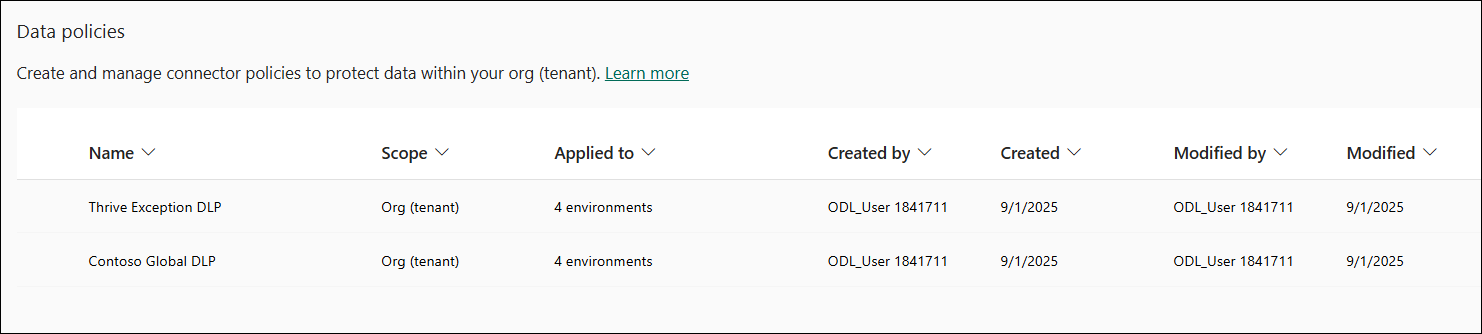 Data policies
Create and manage connector policies to protect data within your org (tenant). Learn more
Name Scope Applied to Created by Created Modified by Modified
Thrive Exception DLP Org (tenant) 4 environments ODL_User 1841711 9/1/2025 ODL_User 1841711 9/1/2025
Contoso Global DLP Org (tenant) 4 environments ODL_User 1841711 9/1/2025 ODL_User 1841711 9/1/2025